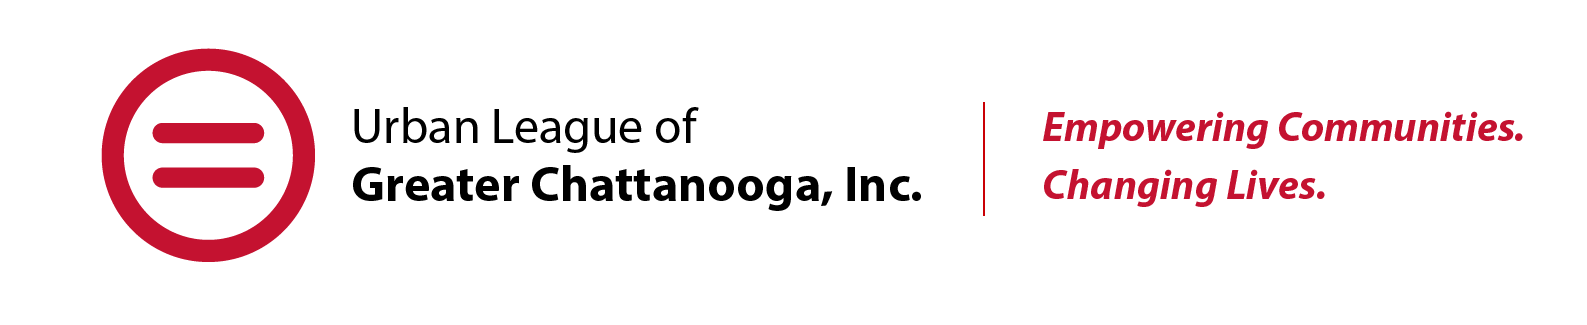 Urban League of
Greater Chattanooga, Inc.
Empowering Communities.
Changing Lives.